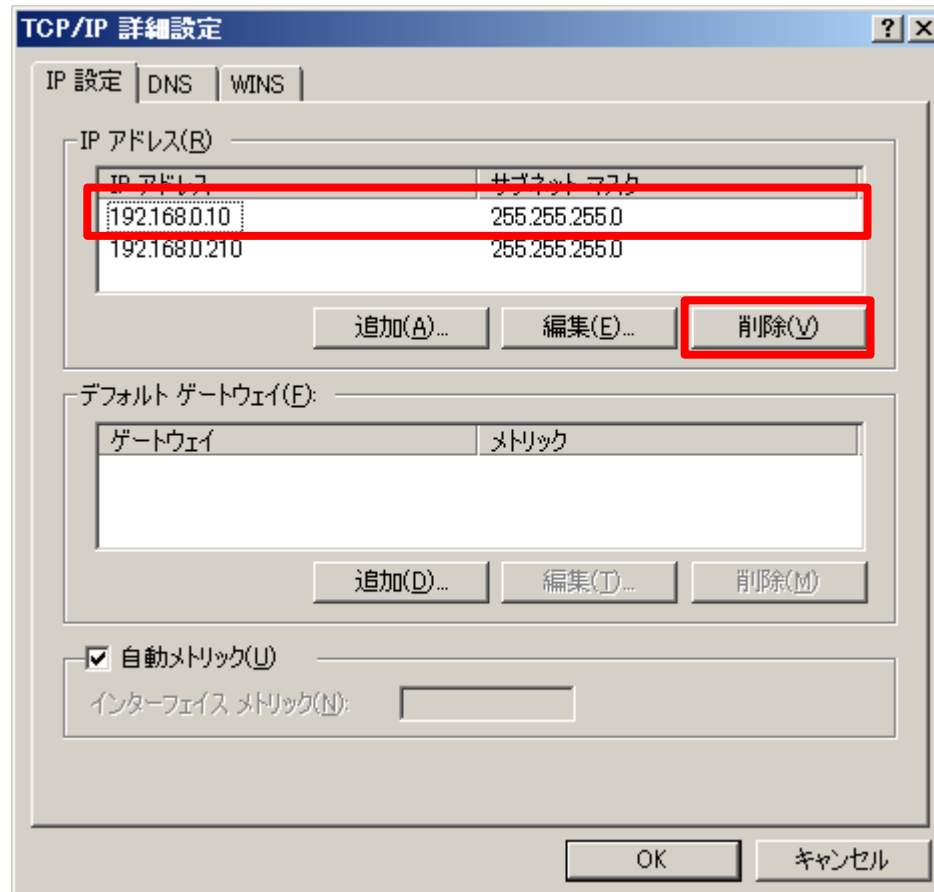 TCP/IP 詳細設定
IP 設定 DNS WINS
IP アドレス(R)
IP アドレス サブネット マスク
192.168.0.10 255.255.255.0
192.168.0.210 255.255.255.0
追加(A)... 編集(E)... 削除(V)
デフォルト ゲートウェイ(F):
ゲートウェイ メトリック
追加(D)... 編集(T)... 削除(M)
自動メトリック(U)
インターフェイス メトリック(N):
OK キャンセル